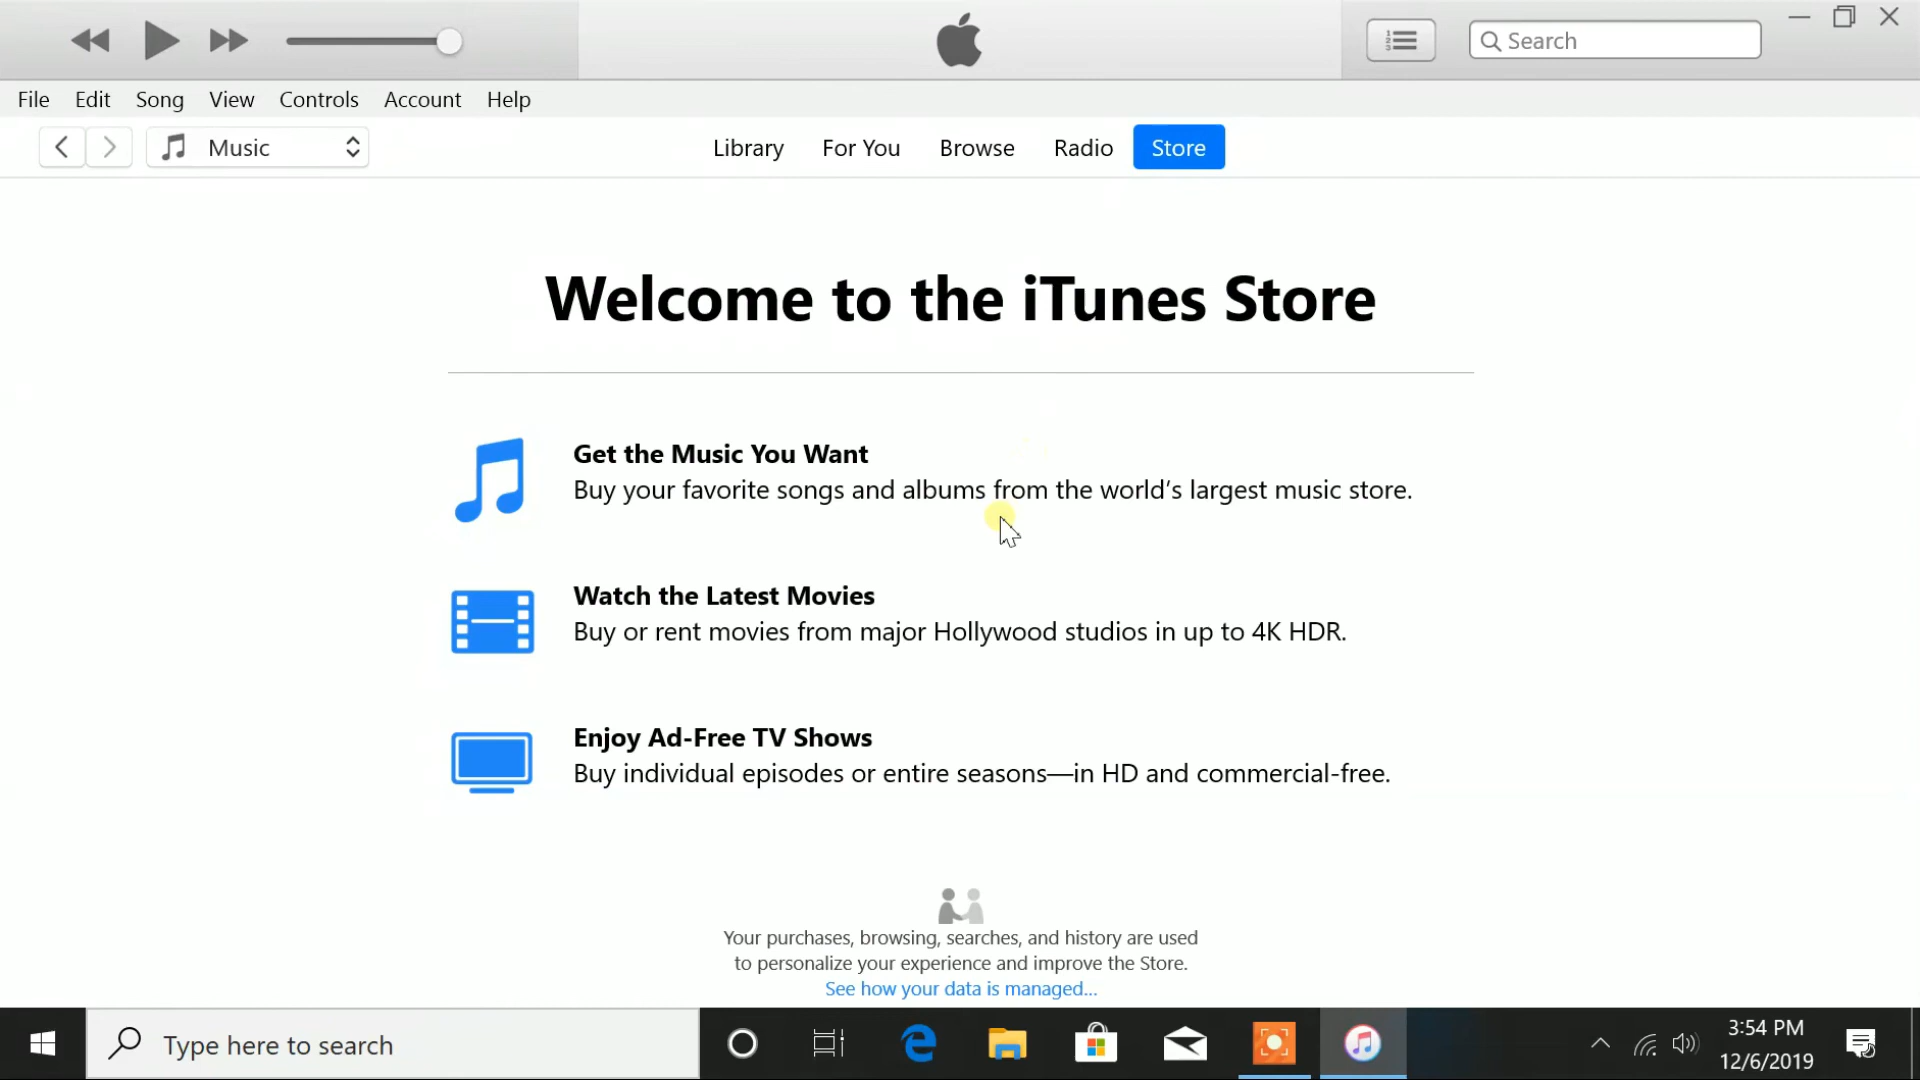 Search
File Edit Song View Controls Account Help
Music
Library For You Browse Radio Store
Welcome to the iTunes Store
Get the Music You Want
Buy your favorite songs and albums from the world’s largest music store.
Watch the Latest Movies
Buy or rent movies from major Hollywood studios in up to 4K HDR.
Enjoy Ad-Free TV Shows
Buy individual episodes or entire seasons—in HD and commercial-free.
Your purchases, browsing, searches, and history are used
to personalize your experience and improve the Store.
See how your data is managed...
Type here to search
3:54 PM
12/6/2019